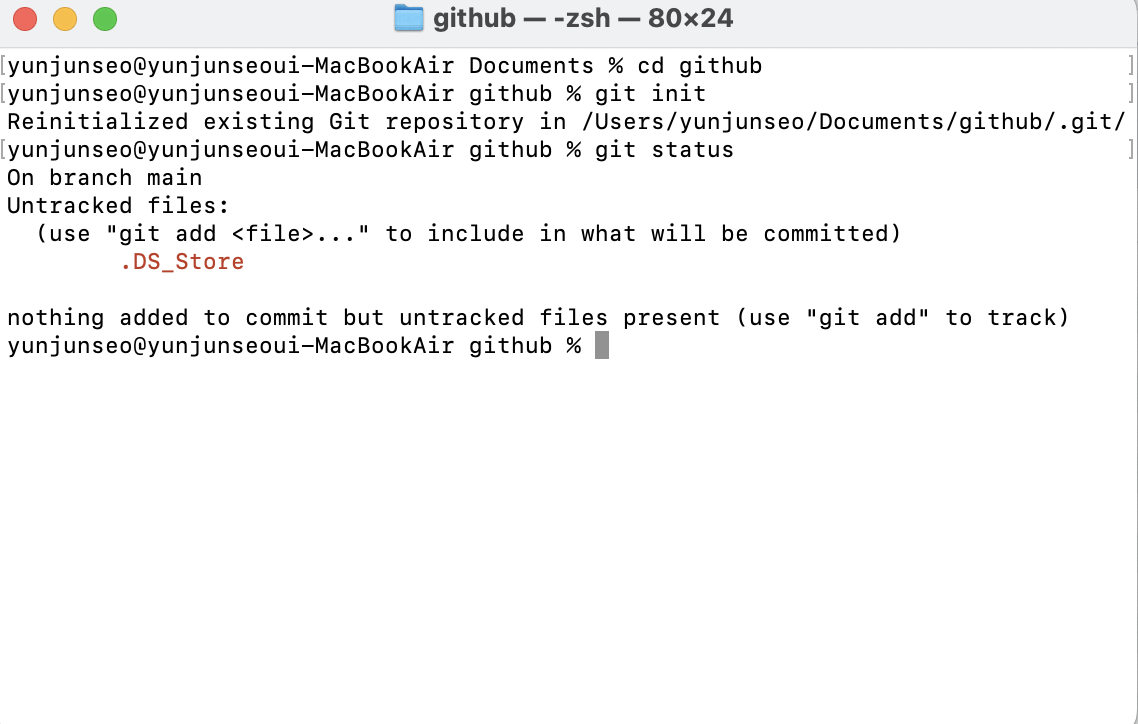 github — -zsh — 80×24
[yunjunseo@yunjunseoui-MacBookAir Documents % cd github ]
[yunjunseo@yunjunseoui-MacBookAir github % git init ]
Reinitialized existing Git repository in /Users/yunjunseo/Documents/github/.git/
[yunjunseo@yunjunseoui-MacBookAir github % git status ]
On branch main
Untracked files:
  (use "git add <file>..." to include in what will be committed)
        .DS_Store
nothing added to commit but untracked files present (use "git add" to track)
yunjunseo@yunjunseoui-MacBookAir github %